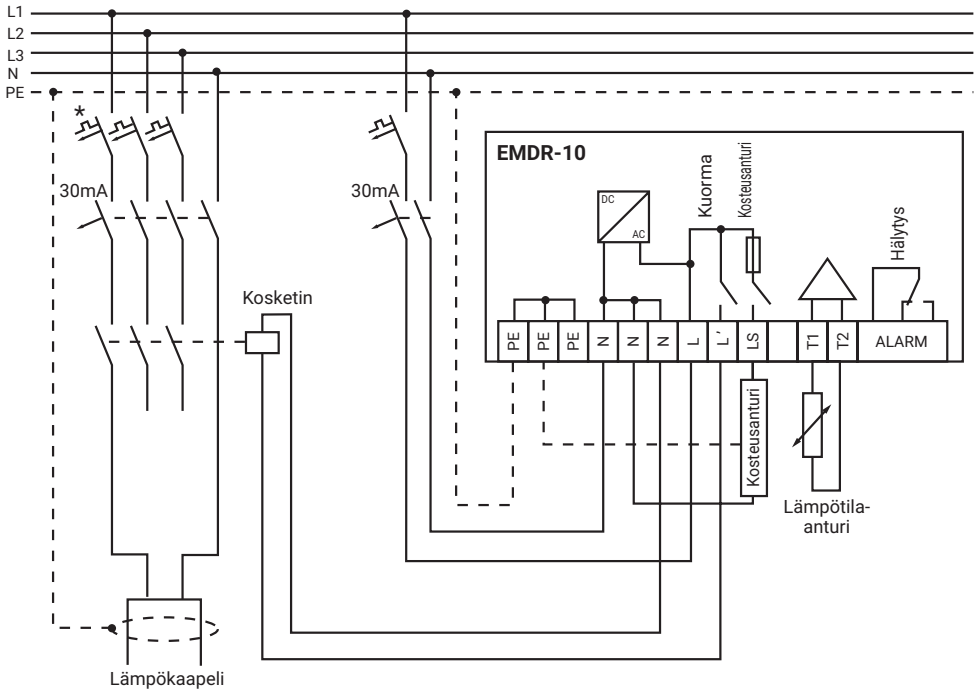 L1
L2
L3
N
PE
*
30mA
30mA
EMDR-10
DC
AC
Kuorma
Kosteusanturi
Hälytys
Kosketin
PE
PE
PE
N
N
N
L
L´
LS
T1
T2
ALARM
Kosteusanturi
Lämpötila-
anturi
Lämpökaapeli